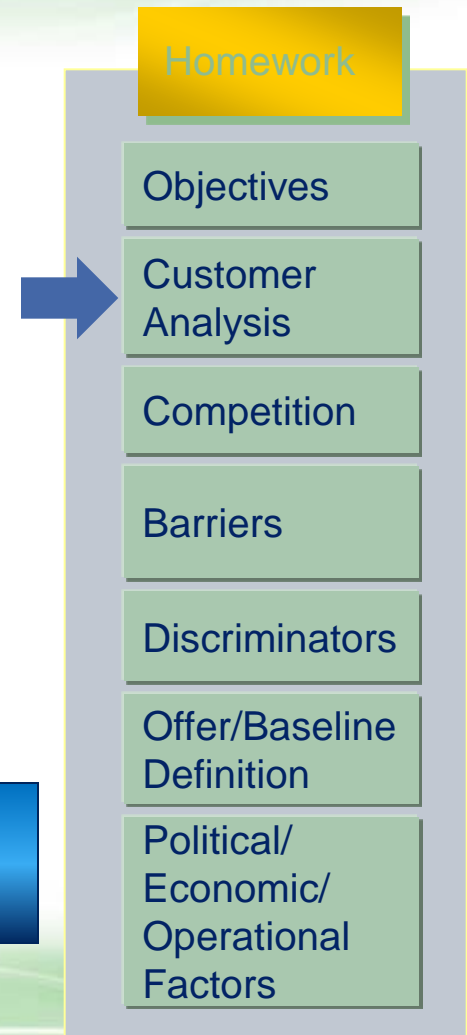 Homework
Objectives
Customer
Analysis
Competition
Barriers
Discriminators
Offer/Baseline
Definition
Political/
Economic/
Operational
Factors